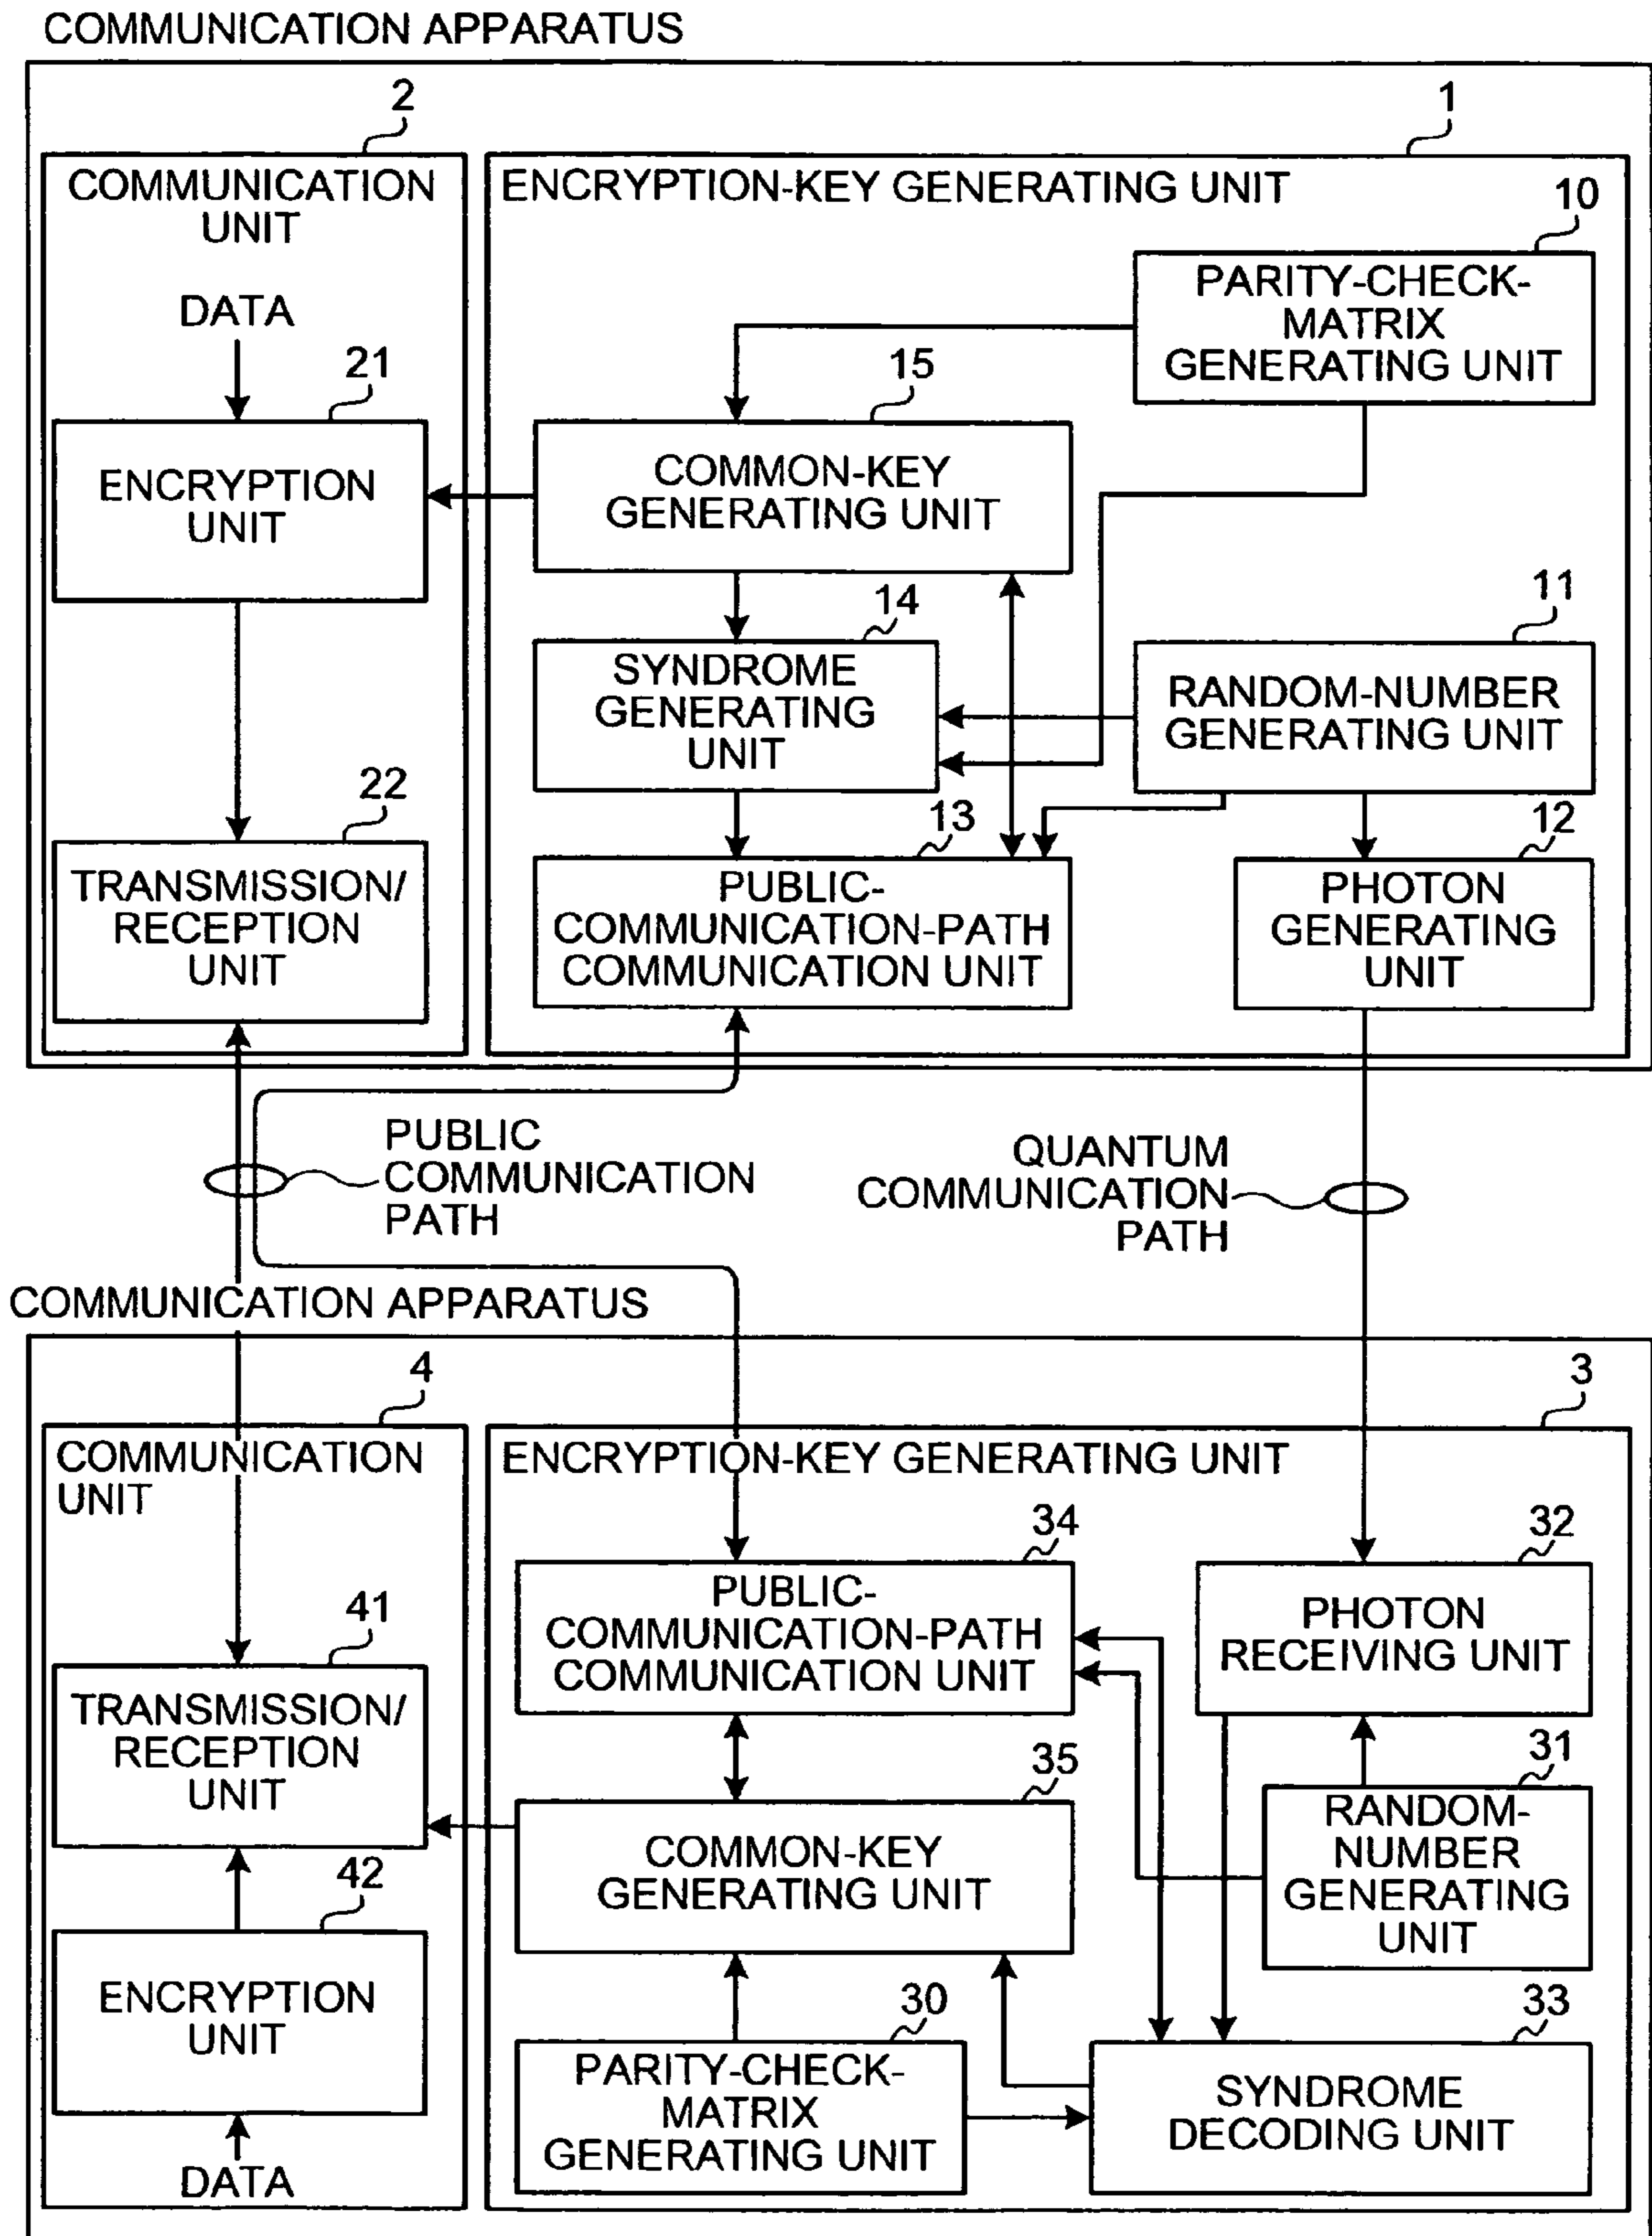 COMMUNICATION APPARATUS
2
1
COMMUNICATION
UNIT
ENCRYPTION-KEY GENERATING UNIT
10
PARITY-CHECK-
MATRIX
GENERATING UNIT
DATA
21
15
ENCRYPTION
UNIT
COMMON-KEY
GENERATING UNIT
14
11
SYNDROME
GENERATING
UNIT
RANDOM-NUMBER
GENERATING UNIT
22
13
12
TRANSMISSION/
RECEPTION
UNIT
PUBLIC-
COMMUNICATION-PATH
COMMUNICATION UNIT
PHOTON
GENERATING
UNIT
PUBLIC
COMMUNICATION
PATH
QUANTUM
COMMUNICATION
PATH
COMMUNICATION APPARATUS
4
3
COMMUNICATION
UNIT
ENCRYPTION-KEY GENERATING UNIT
34
32
PUBLIC-
COMMUNICATION-PATH
COMMUNICATION UNIT
PHOTON
RECEIVING UNIT
41
TRANSMISSION/
RECEPTION
UNIT
35
31
COMMON-KEY
GENERATING UNIT
RANDOM-
NUMBER
GENERATING
UNIT
42
ENCRYPTION
UNIT
30
33
PARITY-CHECK-
MATRIX
GENERATING UNIT
SYNDROME
DECODING UNIT
DATA